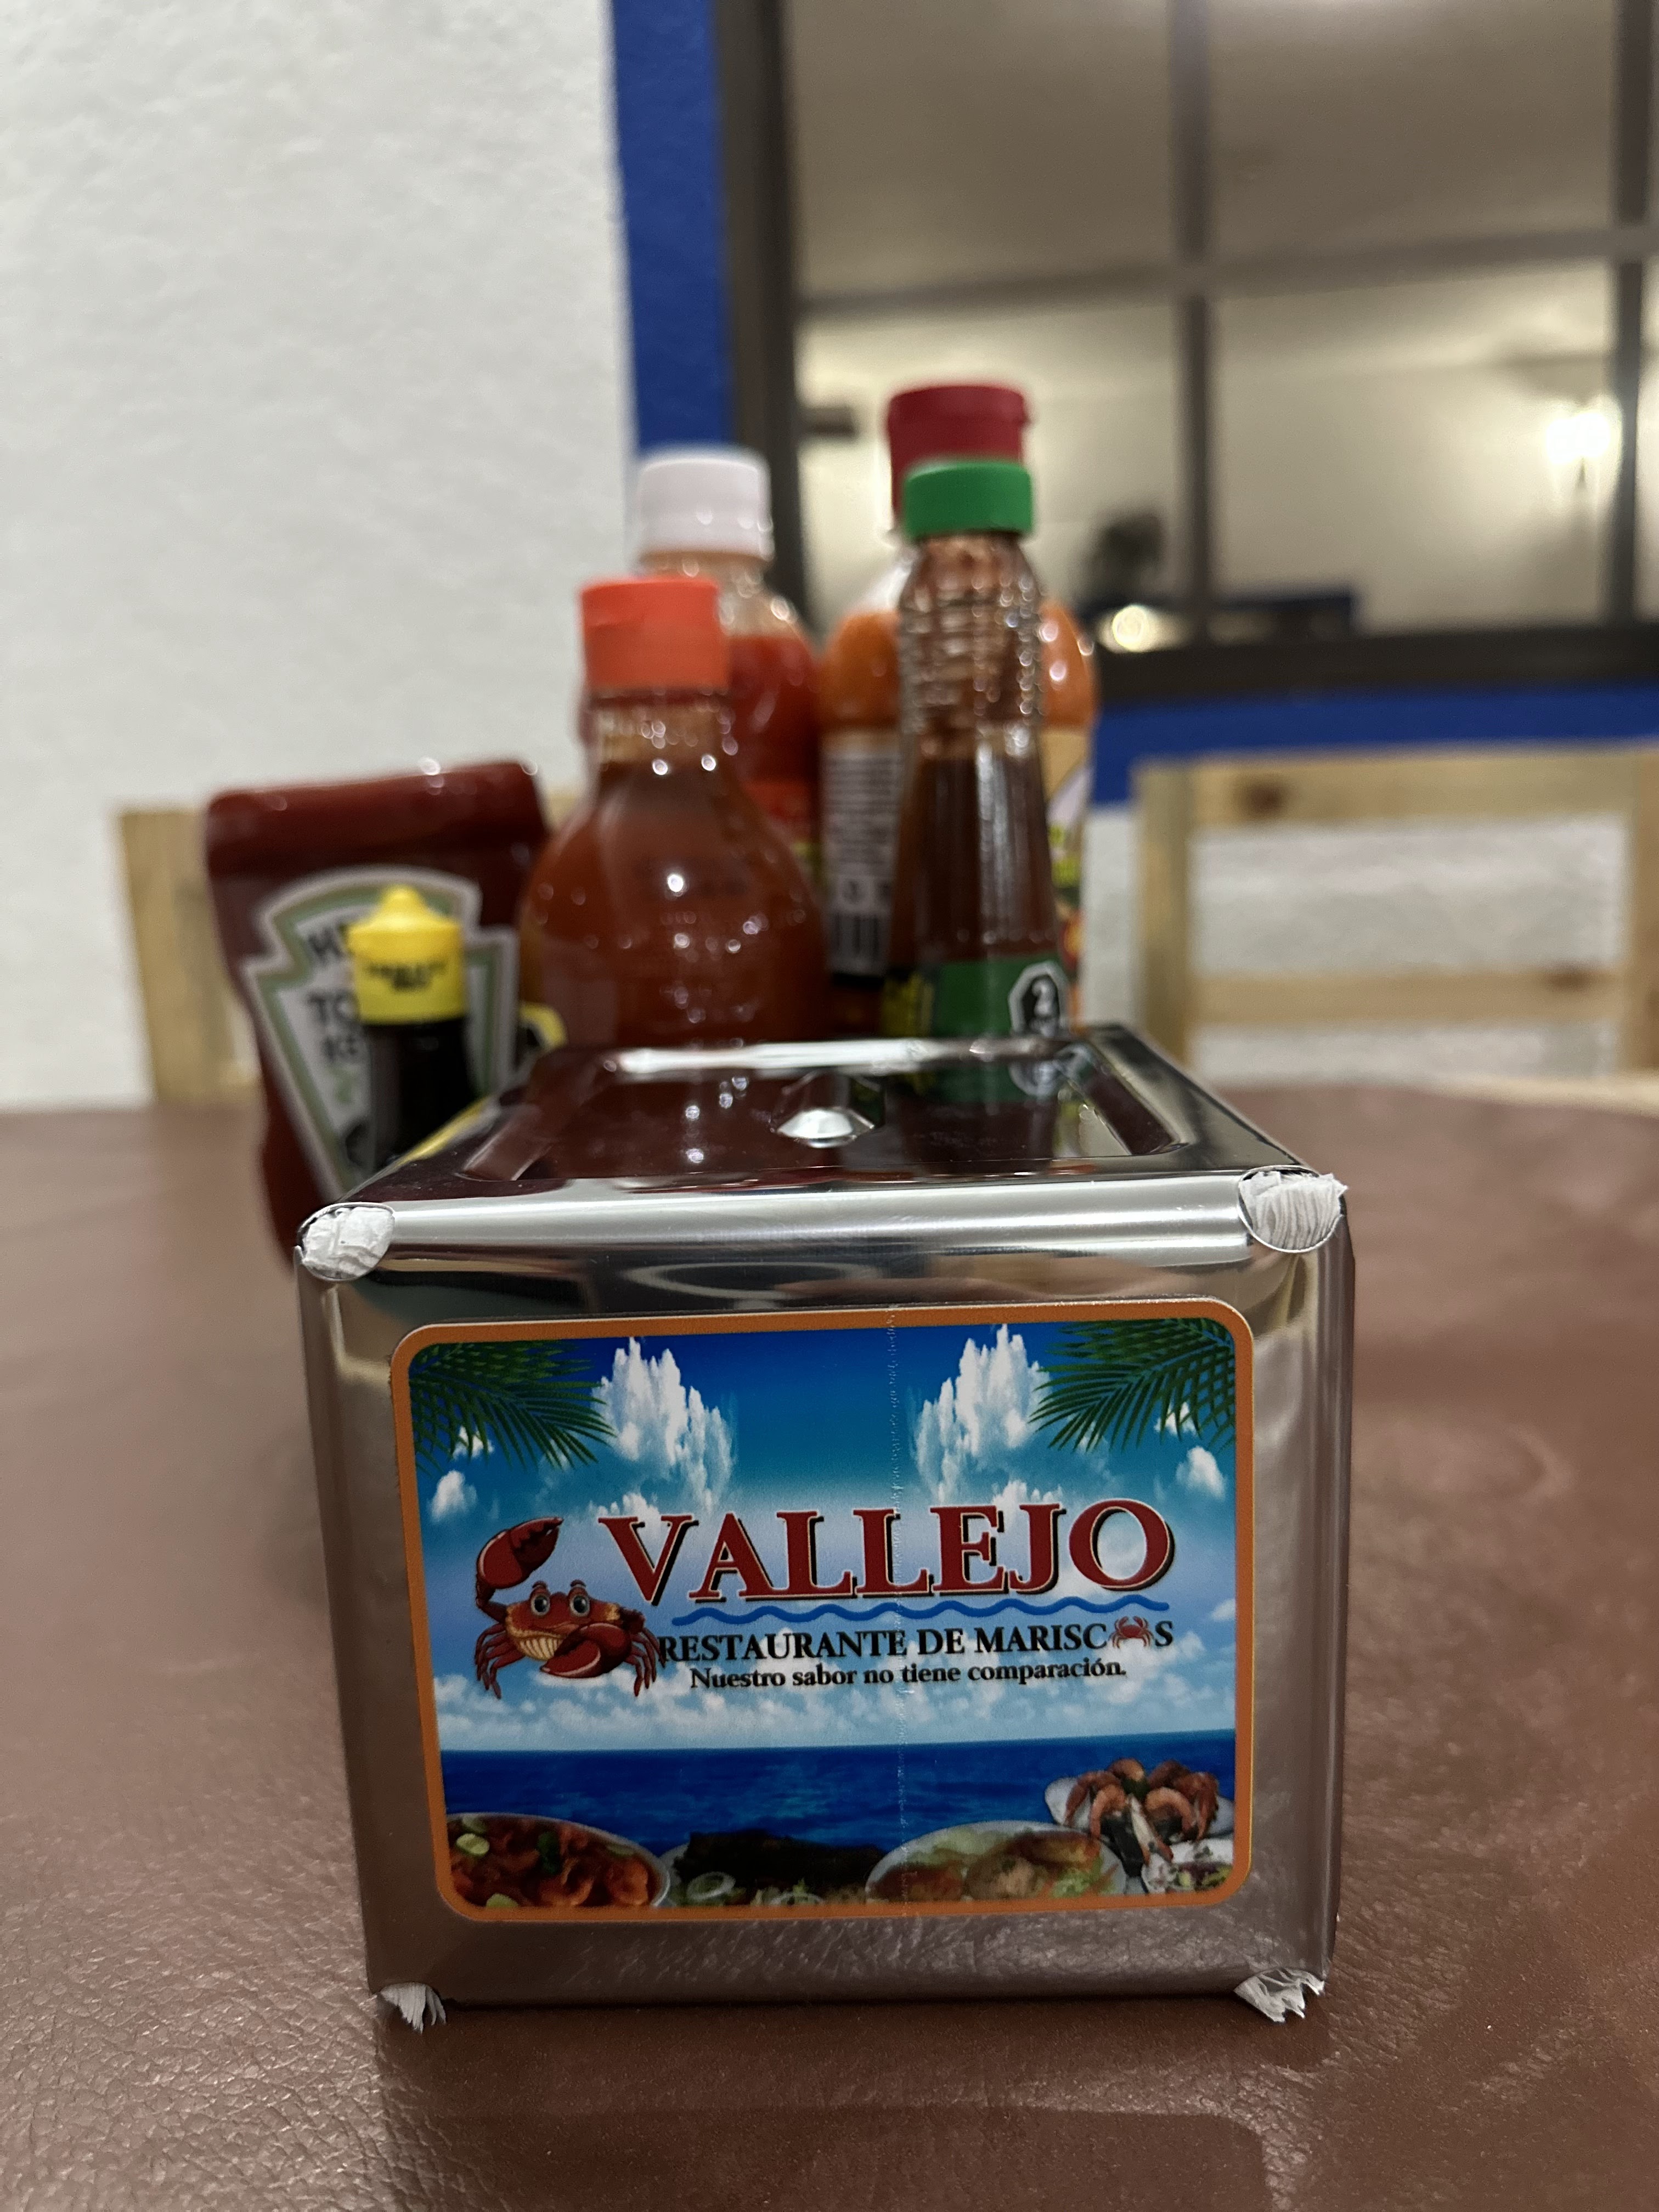 VALLEJO
RESTAURANTE DE MARISCOS
Nuestro sabor no tiene comparación.